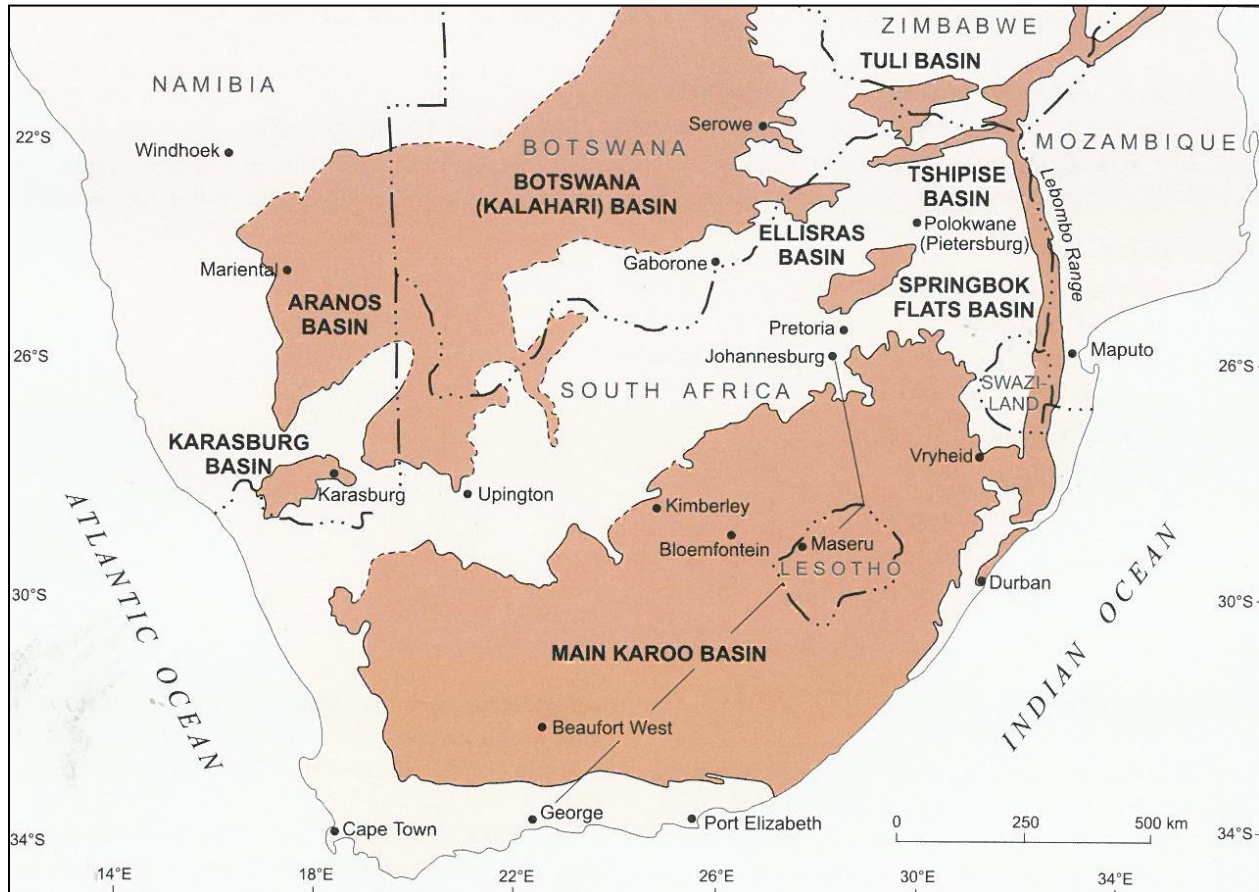 ZIMBABWE
TULI BASIN
NAMIBIA
22°S
Windhoek
Serowe
BOTSWANA
MOZAMBIQUE
BOTSWANA
(KALAHARI) BASIN
TSHIPISE
BASIN
Lebombo Range
Polokwane
(Pietersburg)
Mariental
Gaborone
ELLISRAS
BASIN
ARANOS
BASIN
SPRINGBOK
FLATS BASIN
Pretoria
26°S
Johannesburg
Maputo
26°S
SOUTH AFRICA
SWAZI-
LAND
KARASBURG
BASIN
Vryheid
Karasburg
Upington
Kimberley
Bloemfontein
Maseru
LESOTHO
Durban
ATLANTIC OCEAN
INDIAN OCEAN
30°S
30°S
MAIN KAROO BASIN
Beaufort West
George
Cape Town
Port Elizabeth
0 250 500 km
34°S
34°S
14°E 18°E 22°E 26°E 30°E 34°E